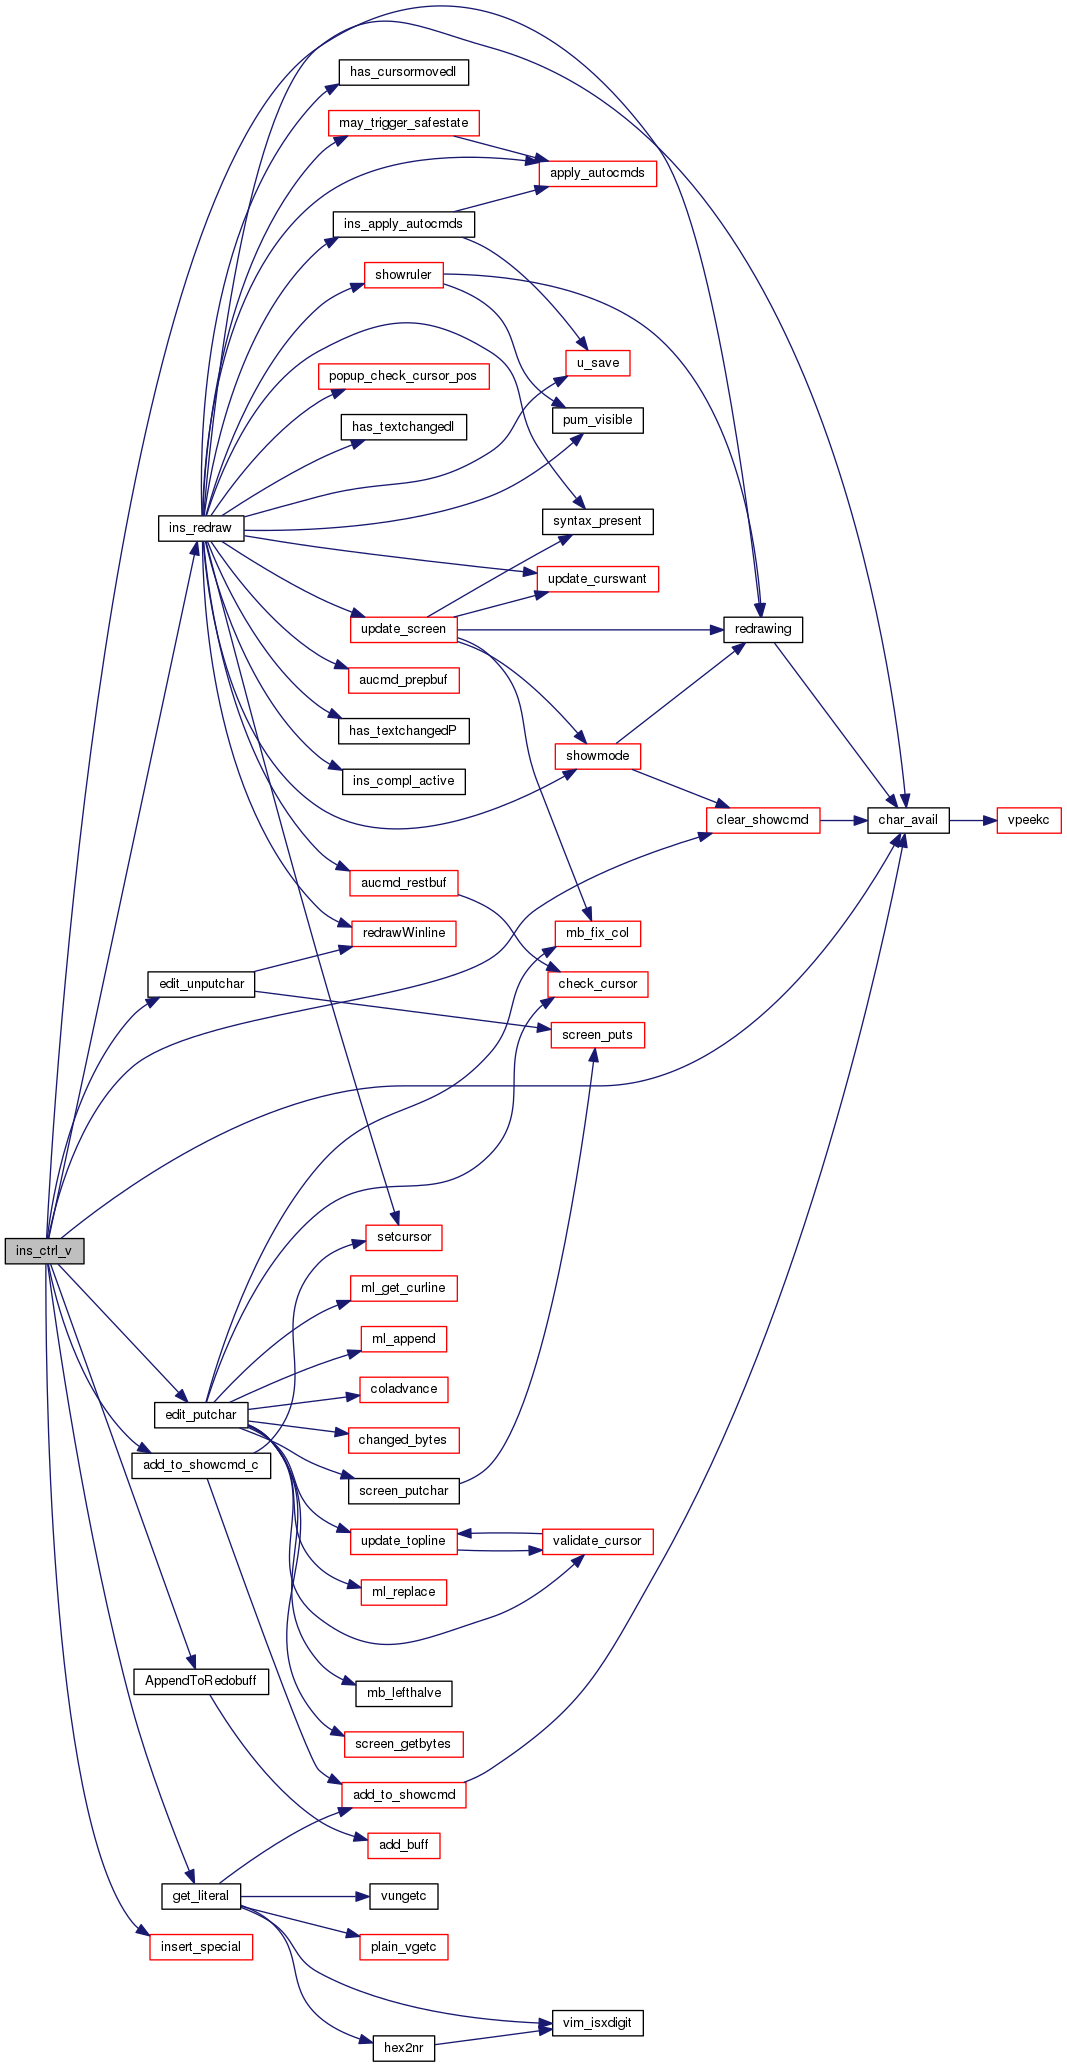 has_cursormovedI
may_trigger_safestate
apply_autocmds
ins_apply_autocmds
showruler
u_save
popup_check_cursor_pos
pum_visible
has_textchangedI
syntax_present
ins_redraw
update_curswant
update_screen
redrawing
aucmd_prepbuf
has_textchangedP
showmode
ins_compl_active
clear_showcmd
char_avail
vpeekc
aucmd_restbuf
redrawWinline
mb_fix_col
edit_unputchar
check_cursor
screen_puts
setcursor
ins_ctrl_v
ml_get_curline
ml_append
coladvance
edit_putchar
changed_bytes
add_to_showcmd_c
screen_putchar
update_topline
validate_cursor
ml_replace
AppendToRedobuff
mb_lefthalve
screen_getbytes
add_to_showcmd
add_buff
get_literal
vungetc
insert_special
plain_vgetc
vim_isxdigit
hex2nr